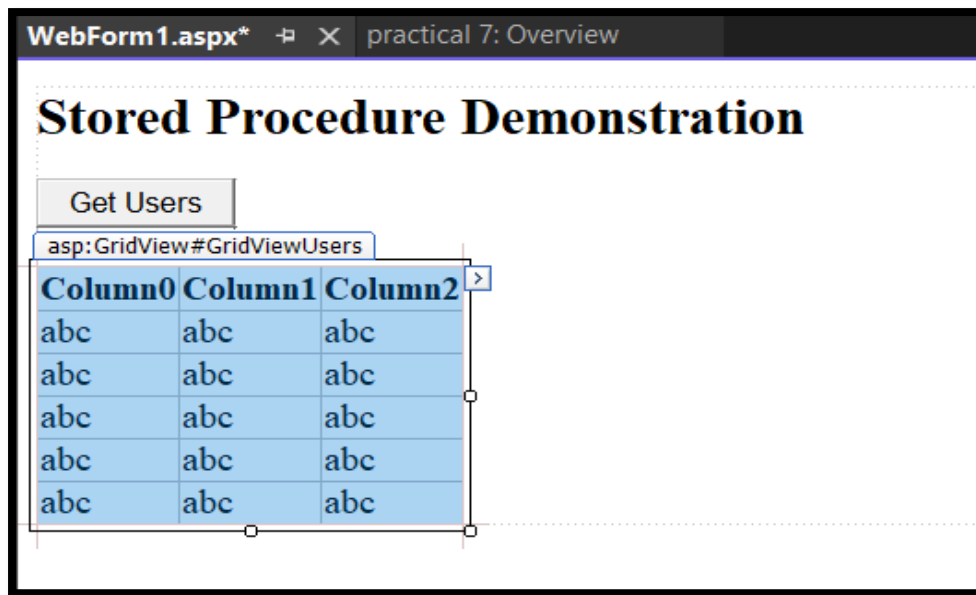 WebForm1.aspx* practical 7: Overview
Stored Procedure Demonstration
Get Users
asp:GridView#GridViewUsers
Column0 Column1 Column2
abc abc abc
abc abc abc
abc abc abc
abc abc abc
abc abc abc